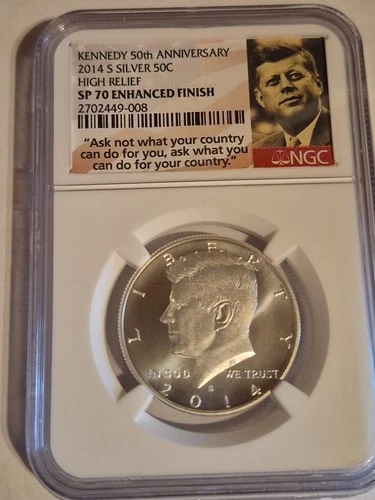 KENNEDY 50th ANNIVERSARY
2014 S SILVER 50C
HIGH RELIEF
SP 70 ENHANCED FINISH
2702449-008
"Ask not what your country
can do for you, ask what you
can do for your country."
NGC
LIBERTY
IN GOD WE TRUST
S
2014